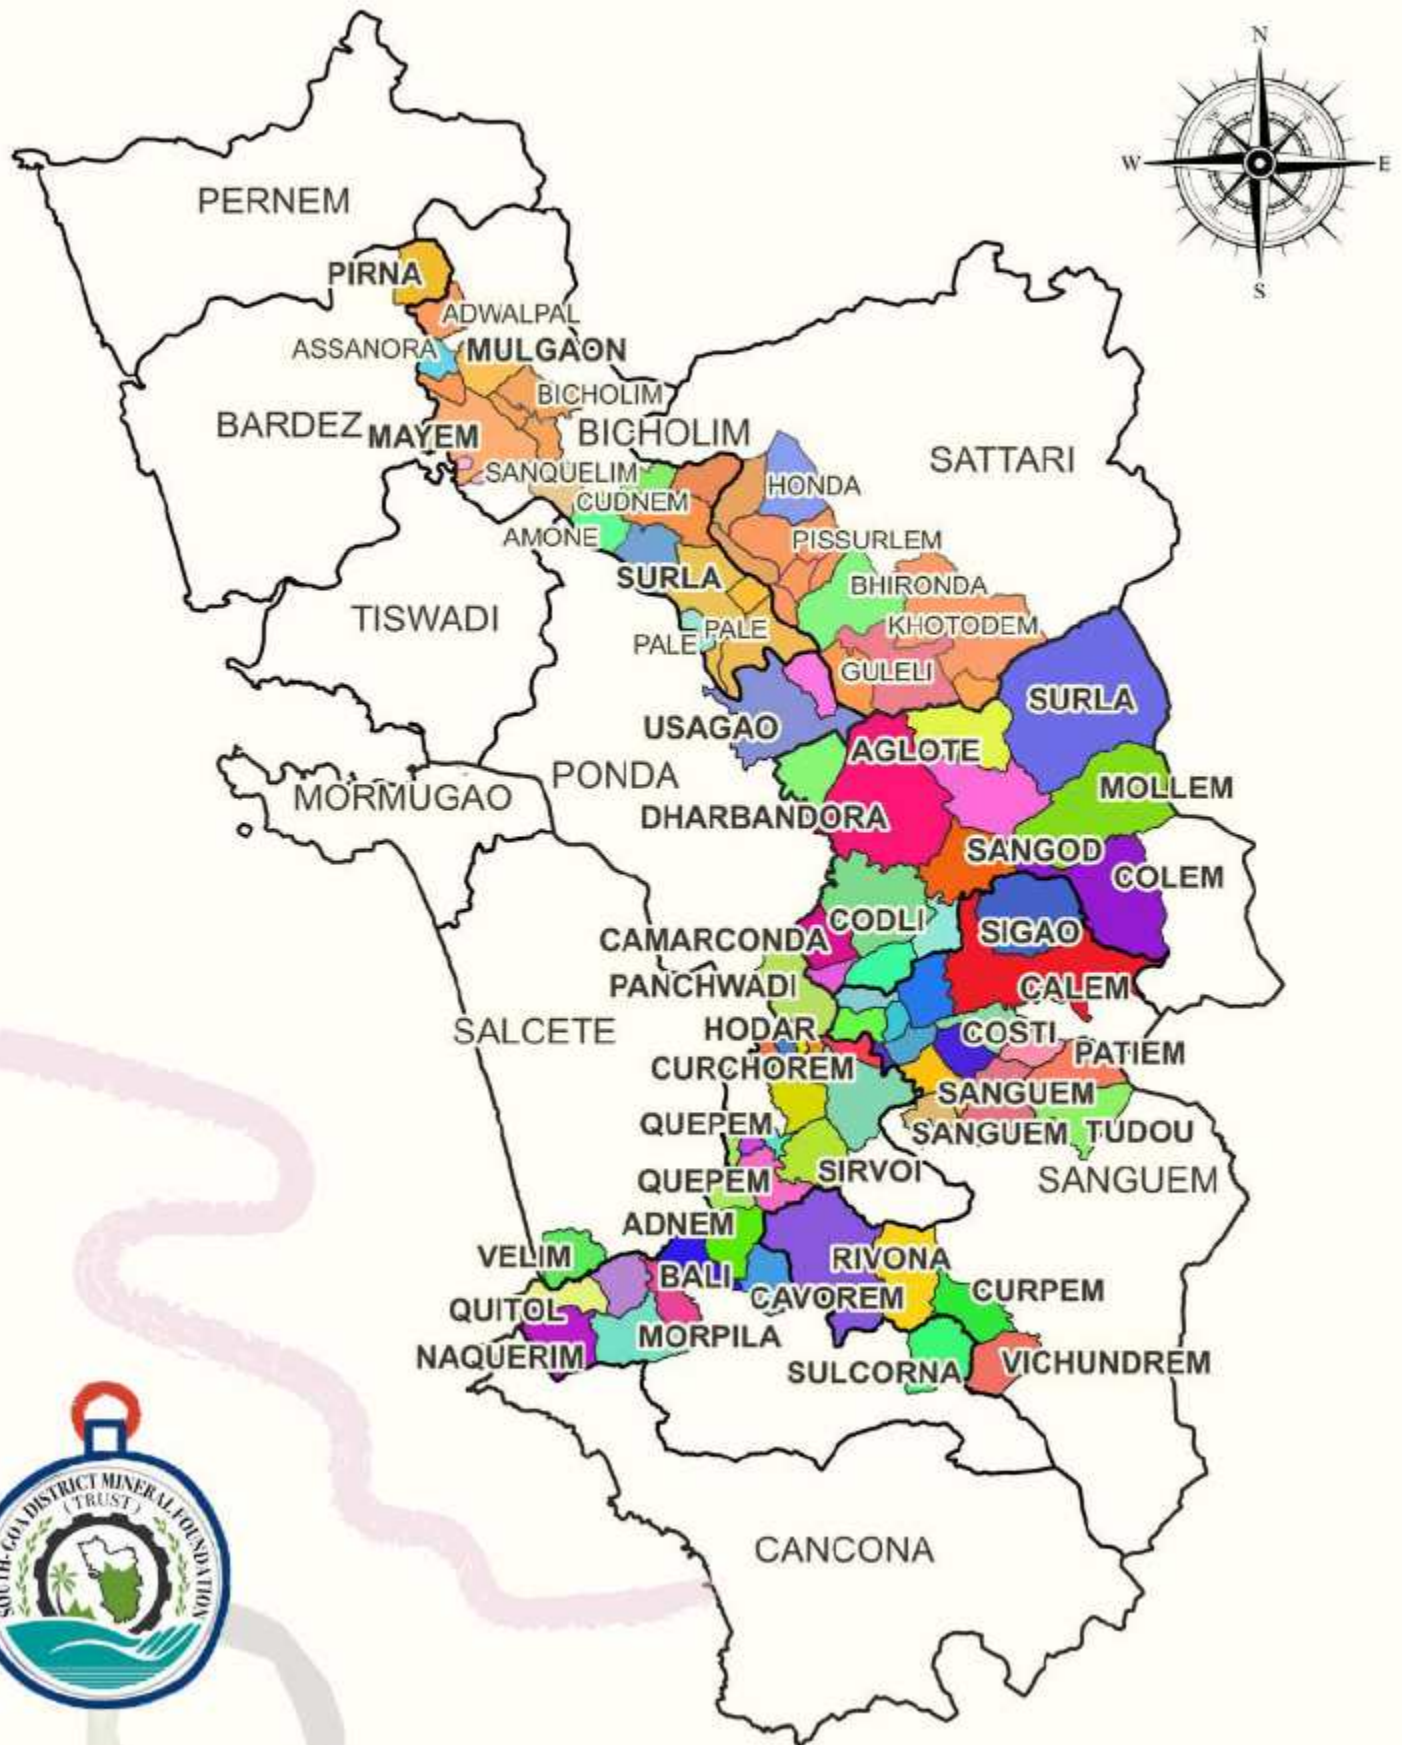 N
W
E
S
PERNEM
PIRNA
ADWALPAL
ASSANORA
MULGAON
BICHOLIM
BARDEZ
MAYEM
BICHOLIM
SATTARI
SANQUELIM
HONDA
CUDNEM
AMONE
PISSURLEM
SURLA
BHIRONDA
TISWADI
PALE
PALE
KHOTODEM
GULELI
SURLA
USAGAO
AGLOTE
PONDA
MORMUGAO
MOLLEM
DHARBANDORA
SANGOD
COLEM
CODLI
SIGAO
CAMARCONDA
PANCHWADI
CALEM
SALCETE
HODAR
COSTI
PATIEM
CURCHOREM
SANGUEM
QUEPEM
SANGUEM
TUDOU
QUEPEM
SIRVOI
SANGUEM
ADNEM
VELIM
RIVONA
BALI
CAVOREM
CURPEM
QUITOL
MORPILA
NAQUERIM
SULCORNA
VICHUNDREM
CANCONA
SOUTH-GOA DISTRICT MINERAL FOUNDATION
(TRUST)